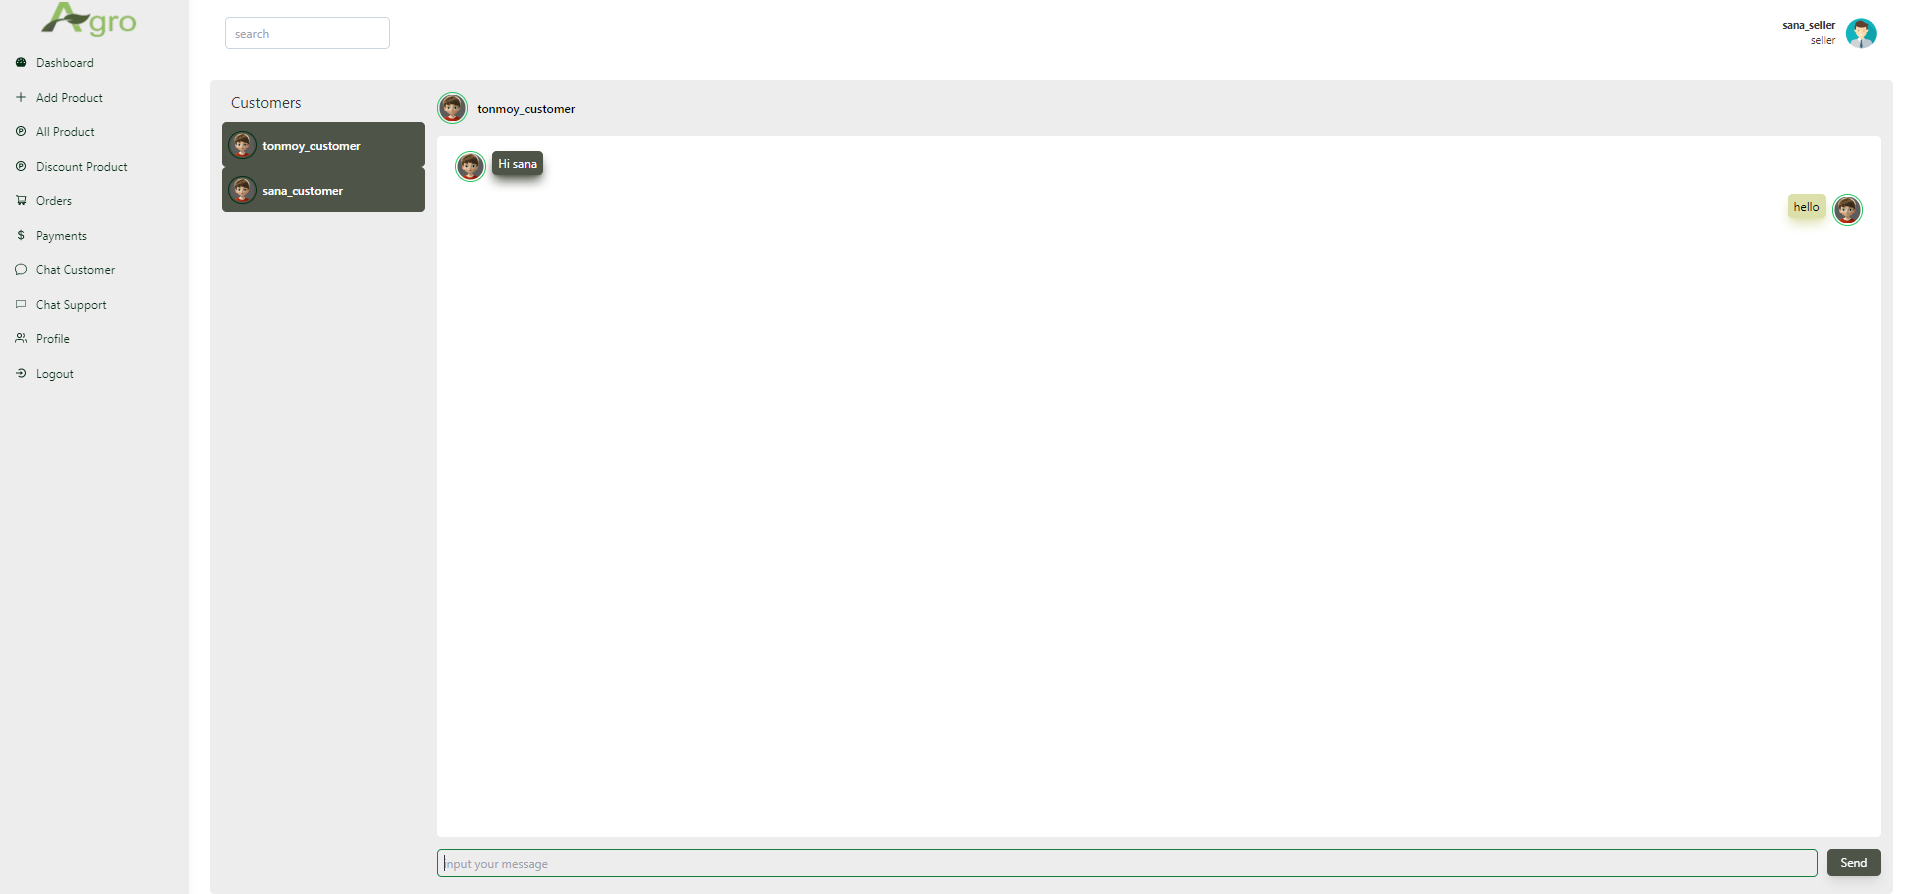 Agro
Dashboard
Add Product
All Product
Discount Product
Orders
Payments
Chat Customer
Chat Support
Profile
Logout
search
sana_seller
seller
Customers
tonmoy_customer
sana_customer
tonmoy_customer
Hi sana
hello
input your message
Send